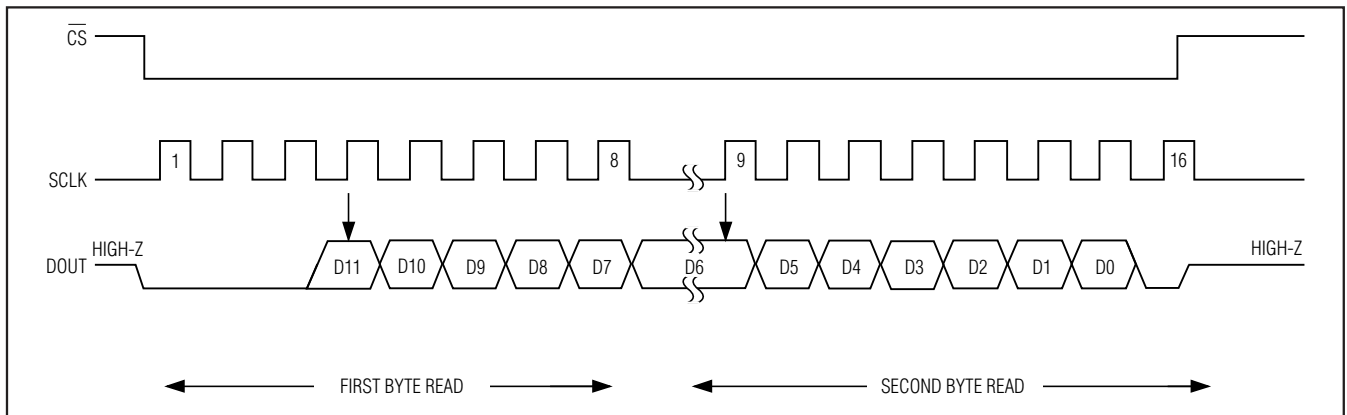 CS
1 8 9 16
SCLK
HIGH-Z HIGH-Z
DOUT D11 D10 D9 D8 D7 D6 D5 D4 D3 D2 D1 D0
FIRST BYTE READ SECOND BYTE READ